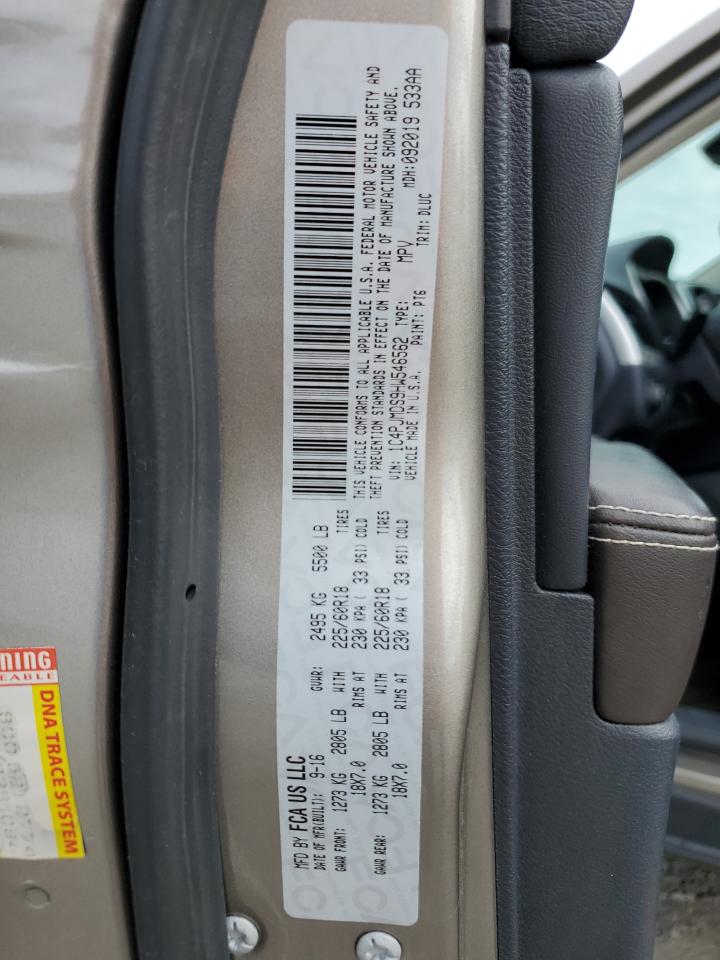 MFD BY FCA US LLC
DATE OF MFR(BUILT): 9-16 GVWR: 2495 KG 5500 LB
GAWR FRONT: 1273 KG 2805 LB WITH 225/60R18 TIRES
18X7.0 RIMS AT 230 KPA ( 33 PSI) COLD
GAWR REAR: 1273 KG 2805 LB WITH 225/60R18 TIRES
18X7.0 RIMS AT 230 KPA ( 33 PSI) COLD
THIS VEHICLE CONFORMS TO ALL APPLICABLE U.S.A. FEDERAL MOTOR VEHICLE SAFETY AND
THEFT PREVENTION STANDARDS IN EFFECT ON THE DATE OF MANUFACTURE SHOWN ABOVE.
VIN: 1C4PJMDS9HW546562 TYPE: MPV MDH:092019 533AA
VEHICLE MADE IN U.S.A. PAINT: PTG TRIM: DLUC
DNA TRACE SYSTEM